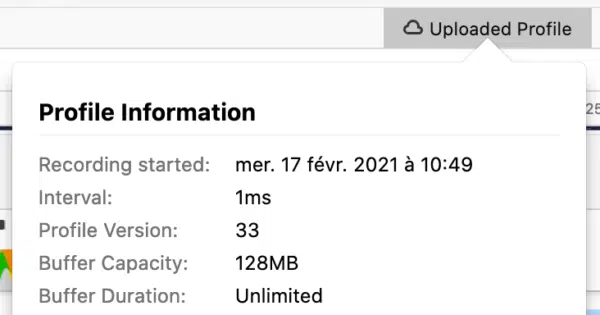 Uploaded Profile
Profile Information
25
Recording started: mer. 17 févr. 2021 à 10:49
Interval: 1ms
Profile Version: 33
Buffer Capacity: 128MB
Buffer Duration: Unlimited